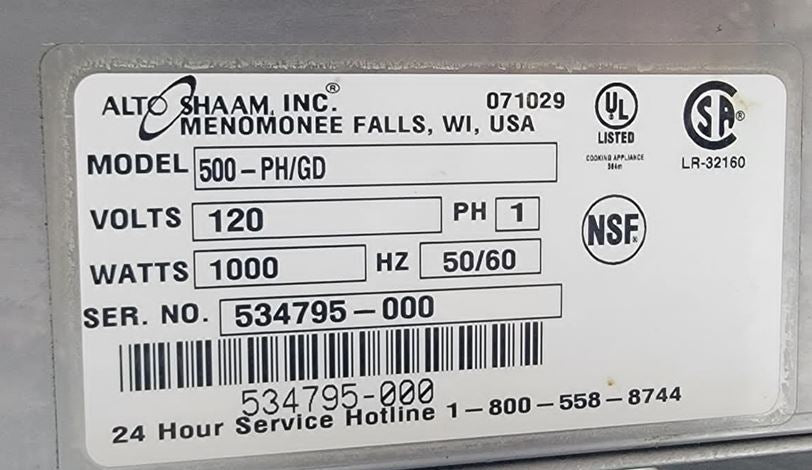 ALTO SHAAM, INC.® 071029
MENOMONEE FALLS, WI, USA
UL®
LISTED
COOKING APPLIANCE
SA®
LR-32160
MODEL 500-PH/GD
VOLTS 120 PH 1
WATTS 1000 HZ 50/60
NSF®
SER. NO. 534795-000
534795-000
24 Hour Service Hotline 1-800-558-8744